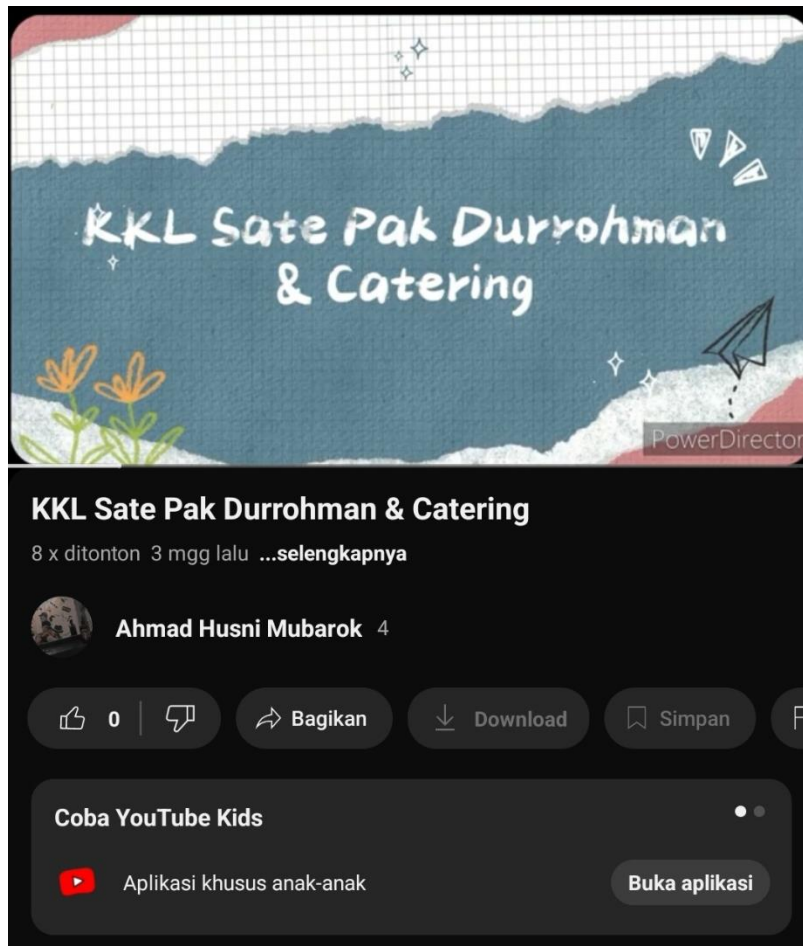 KKL Sate Pak Durrohman
& Catering
PowerDirector
KKL Sate Pak Durrohman & Catering
8 x ditonton 3 mgg lalu ...selengkapnya
Ahmad Husni Mubarok 4
0 Bagikan Download Simpan
Coba YouTube Kids
Aplikasi khusus anak-anak Buka aplikasi